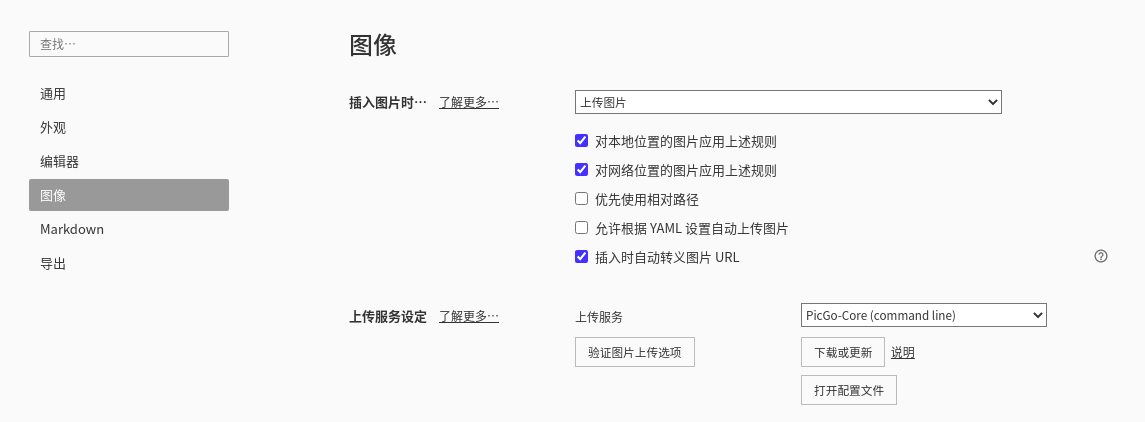 查找…
通用
外观
编辑器
图像
Markdown
导出
图像
插入图片时… 了解更多… 上传图片
对本地位置的图片应用上述规则
对网络位置的图片应用上述规则
优先使用相对路径
允许根据 YAML 设置自动上传图片
插入时自动转义图片 URL
上传服务设定 了解更多… 上传服务 PicGo-Core (command line)
验证图片上传选项 下载或更新 说明
打开配置文件